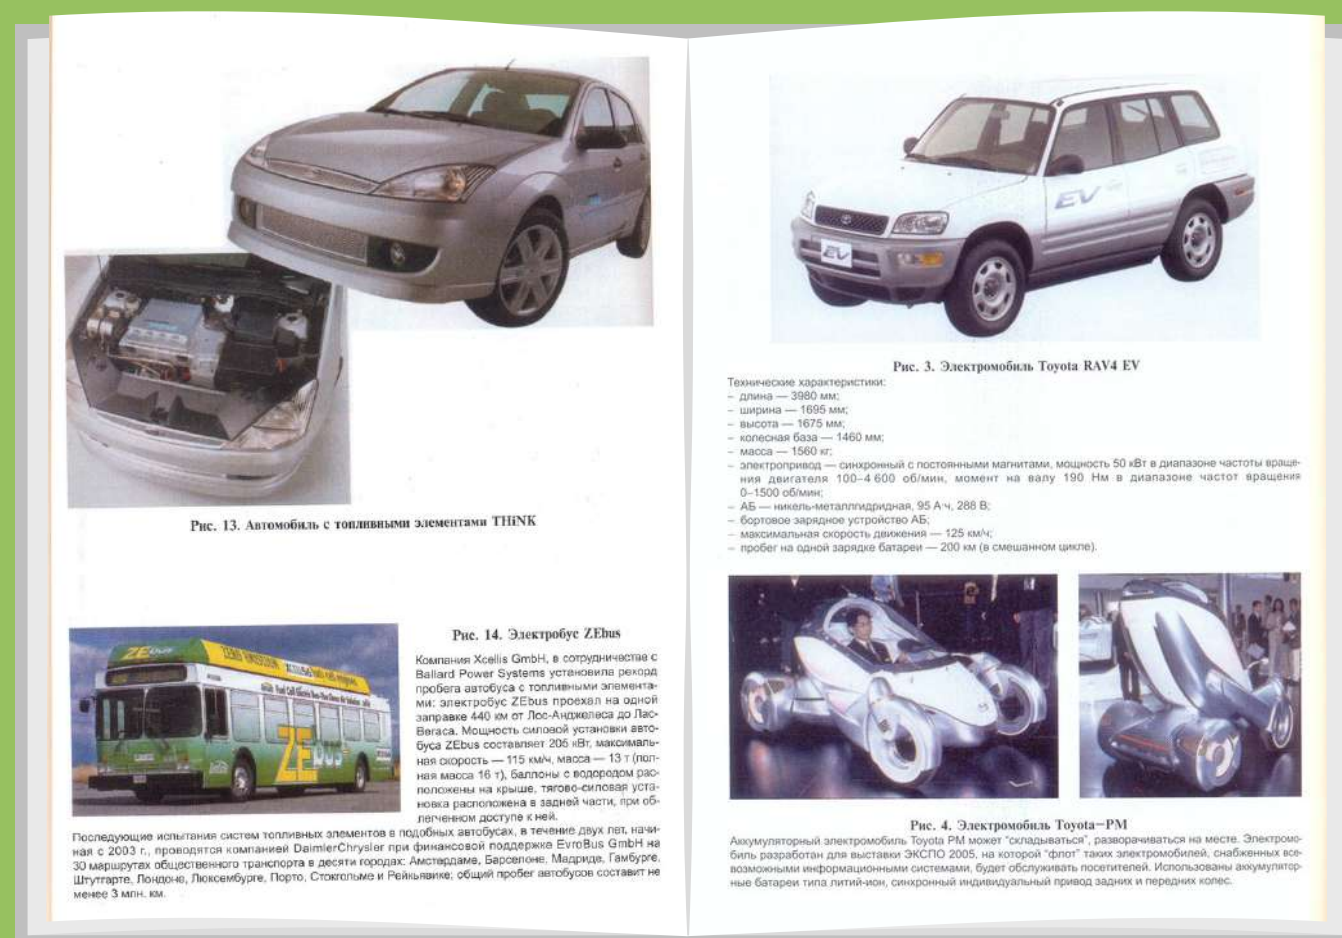 Рис. 13. Автомобиль с топливными элементами THiNK
ZEbus
ZERO EMISSION
ZEbus
Рис. 14. Электробус ZEbus
Компания Xcellis GmbH, в сотрудничестве с
Ballard Power Systems установила рекорд
пробега автобуса с топливными элемента-
ми: электробус ZEbus проехал на одной
заправке 440 км от Лос-Анджелеса до Лас-
Вегаса. Мощность силовой установки авто-
буса ZEbus составляет 205 кВт, максималь-
ная скорость — 115 км/ч, масса — 13 т (пол-
ная масса 16 т), баллоны с водородом рас-
положены на крыше, тягово-силовая уста-
новка расположена в задней части, при об-
легченном доступе к ней.
Последующие испытания систем топливных элементов в подобных автобусах, в течение двух лет, начи-
ная с 2003 г., проводятся компанией DaimlerChrysler при финансовой поддержке EvroBus GmbH на
30 маршрутах общественного транспорта в десяти городах: Амстердаме, Барселоне, Мадриде, Гамбурге,
Штутгарте, Лондоне, Люксембурге, Порто, Стокгольме и Рейкьявике; общий пробег автобусов составит не
менее 3 млн. км.
EV
EV
Рис. 3. Электромобиль Toyota RAV4 EV
Технические характеристики:
– длина — 3980 мм;
– ширина — 1695 мм;
– высота — 1675 мм;
– колесная база — 1460 мм;
– масса — 1560 кг;
– электропривод — синхронный с постоянными магнитами, мощность 50 кВт в диапазоне частоты враще-
ния двигателя 100–4 600 об/мин, момент на валу 190 Нм в диапазоне частот вращения
0–1500 об/мин;
– АБ — никель-металлгидридная, 95 А·ч, 288 В;
– бортовое зарядное устройство АБ;
– максимальная скорость движения — 125 км/ч;
– пробег на одной зарядке батареи — 200 км (в смешанном цикле).
Рис. 4. Электромобиль Toyota–PM
Аккумуляторный электромобиль Toyota PM может "складываться", разворачиваться на месте. Электромо-
биль разработан для выставки ЭКСПО 2005, на которой "флот" таких электромобилей, снабженных все-
возможными информационными системами, будет обслуживать посетителей. Использованы аккумулятор-
ные батареи типа литий-ион, синхронный индивидуальный привод задних и передних колес.